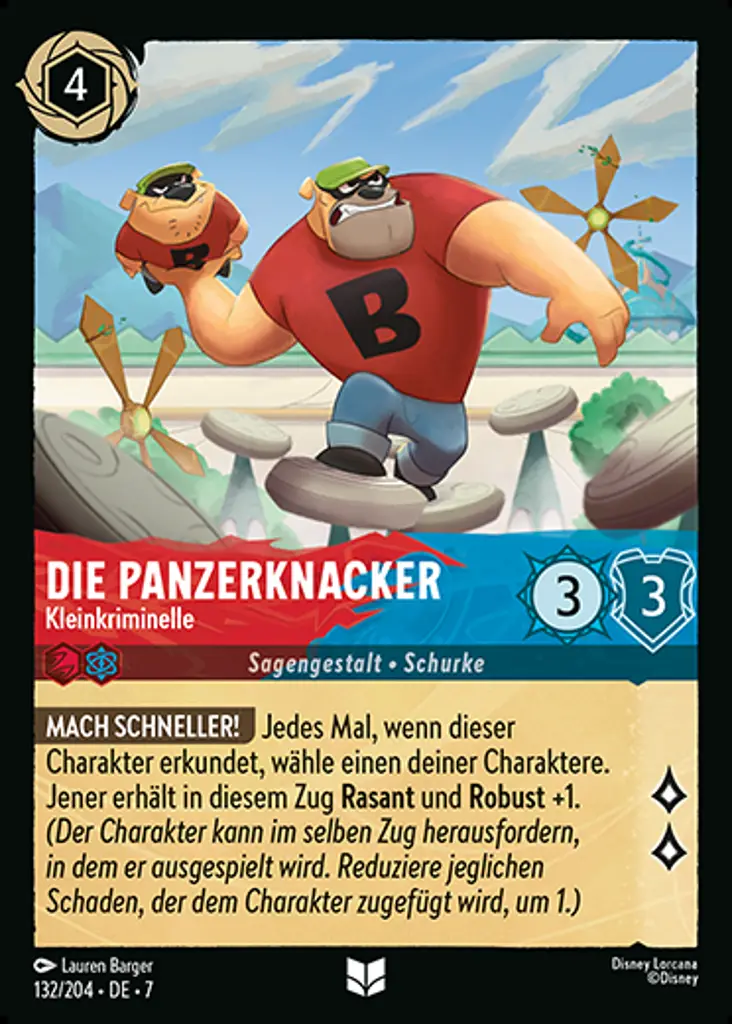 4
B
B
DIE PANZERKNACKER
Kleinkriminelle
3
3
Sagengestalt • Schurke
MACH SCHNELLER! Jedes Mal, wenn dieser
Charakter erkundet, wähle einen deiner Charaktere.
Jener erhält in diesem Zug Rasant und Robust +1.
(Der Charakter kann im selben Zug herausfordern,
in dem er ausgespielt wird. Reduziere jeglichen
Schaden, der dem Charakter zugefügt wird, um 1.)
Lauren Barger
132/204 • DE • 7
Disney Lorcana
©Disney